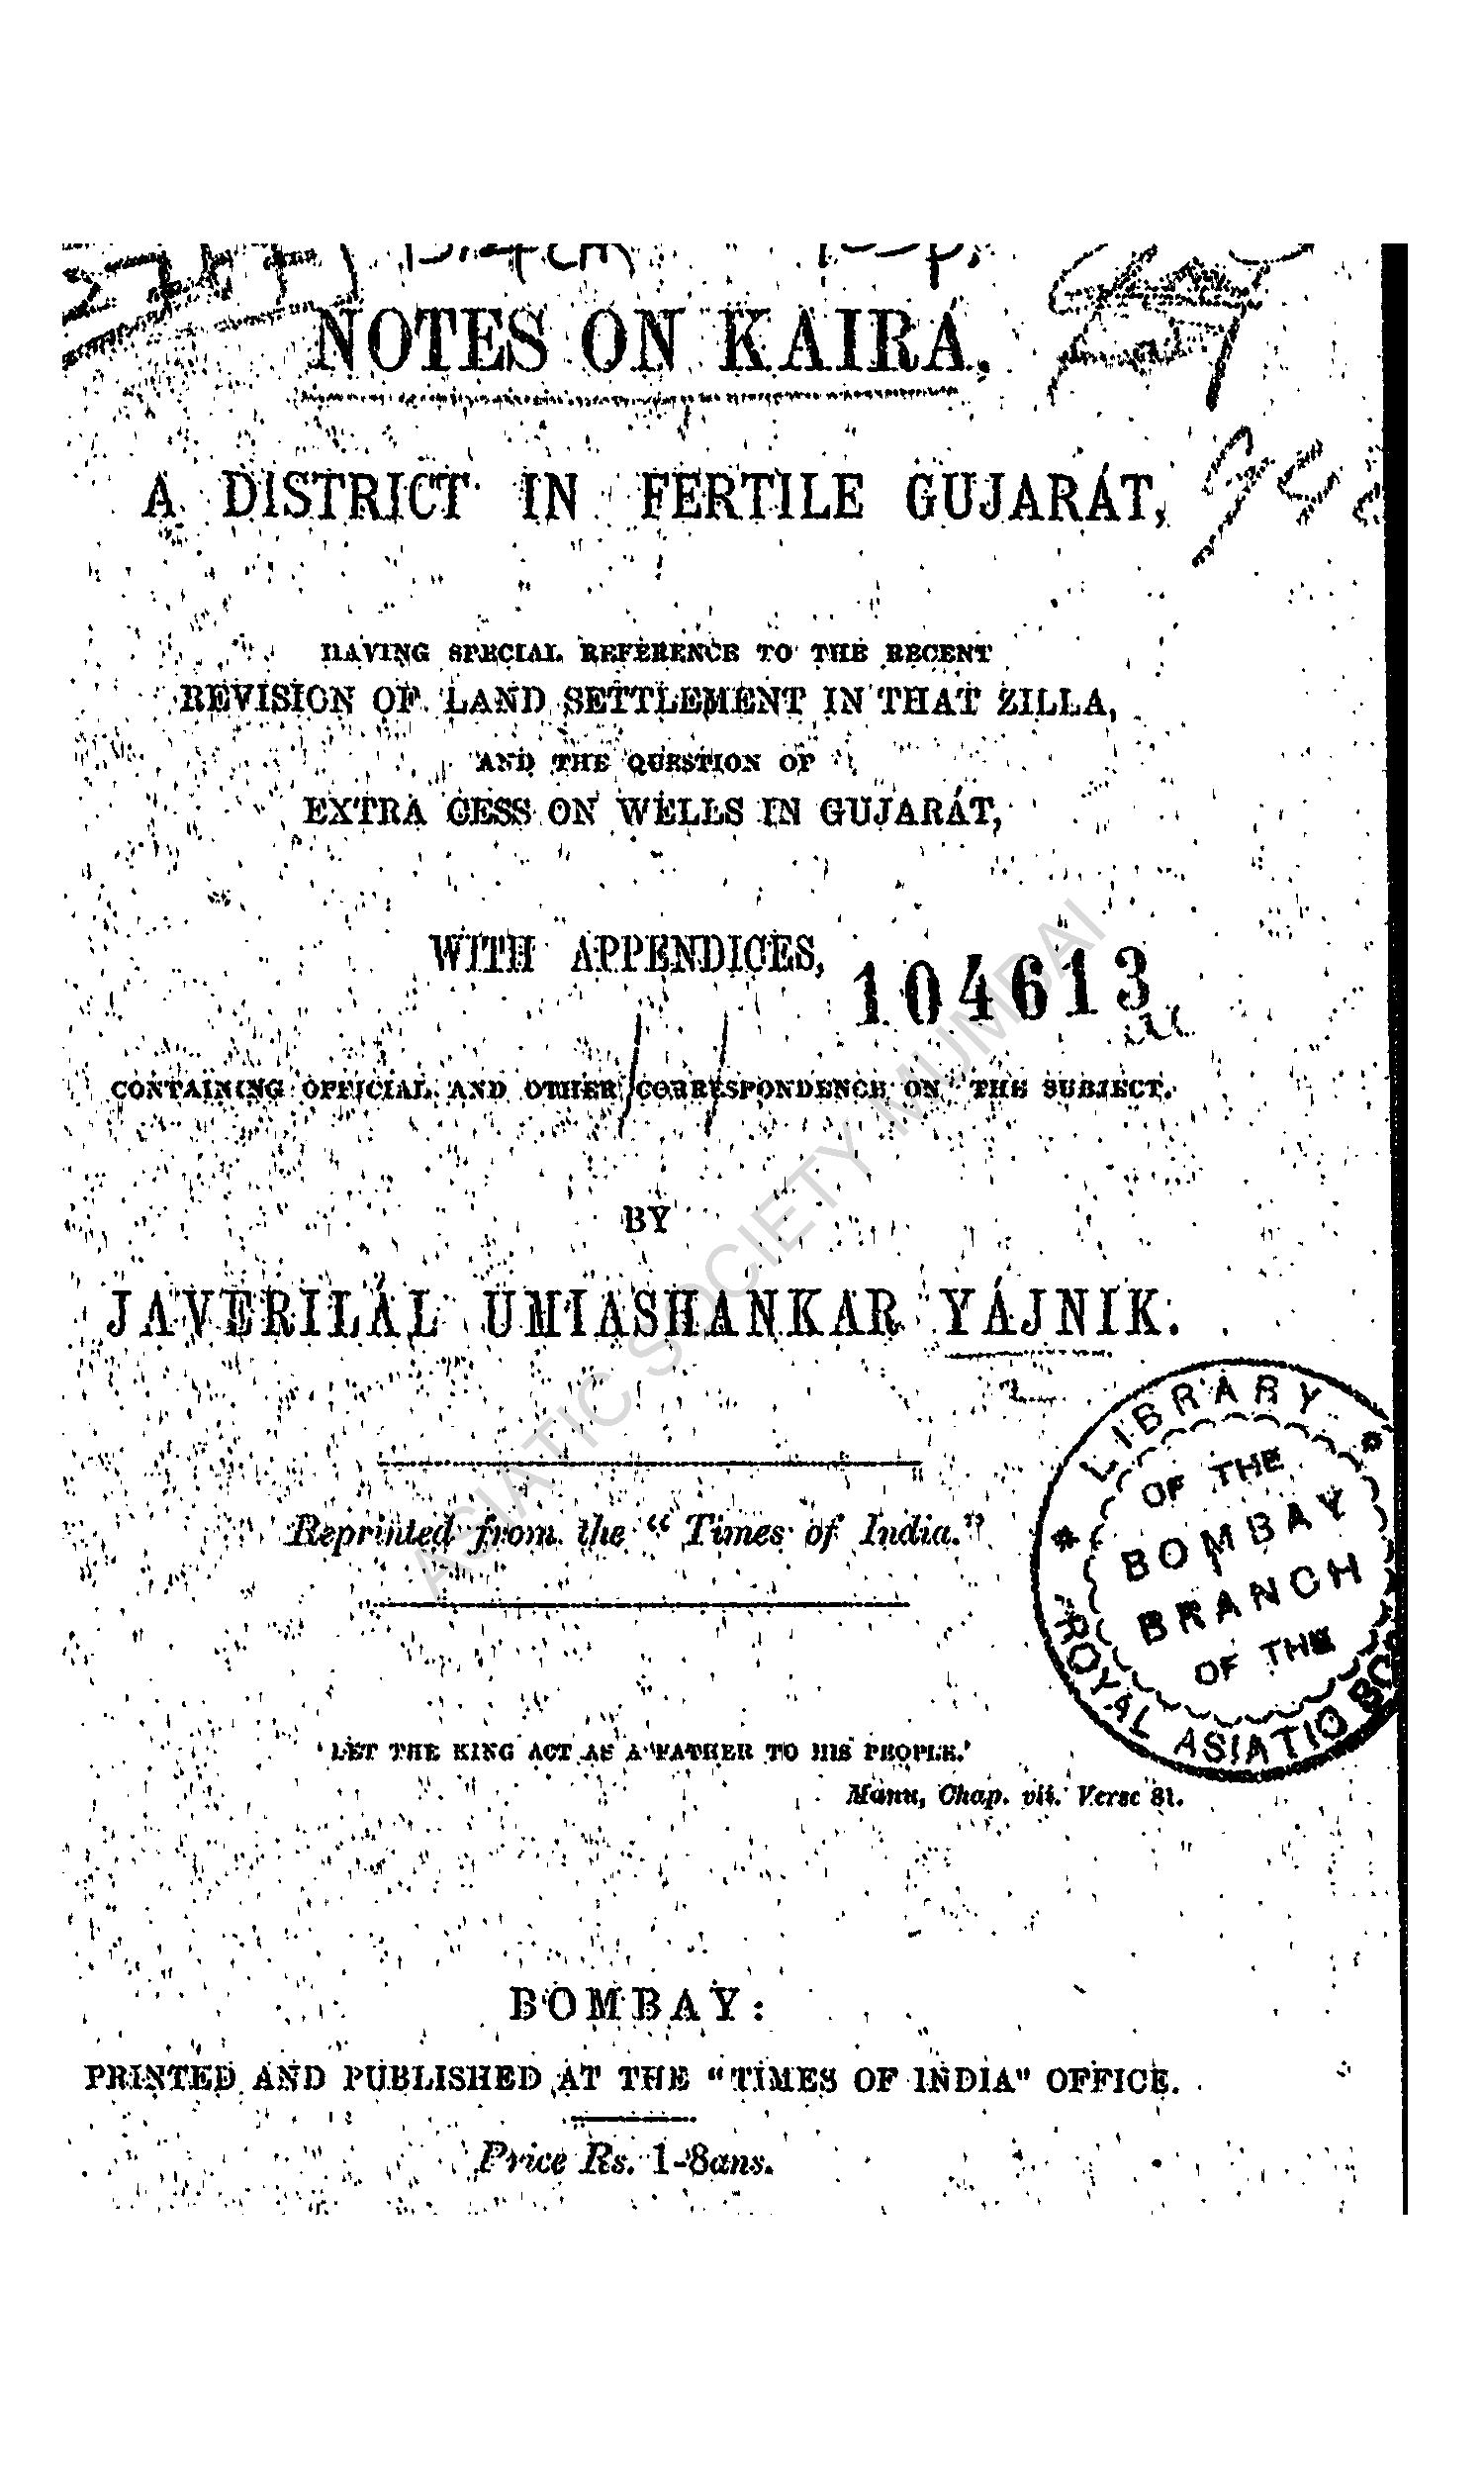 NOTES ON KAIRA,
A DISTRICT IN FERTILE GUJARÁT,
HAVING SPECIAL REFERENCE TO THE RECENT
REVISION OF LAND SETTLEMENT IN THAT ZILLA,
AND THE QUESTION OF
EXTRA CESS ON WELLS IN GUJARÁT,
WITH APPENDICES,
104613
CONTAINING OFFICIAL AND OTHER CORRESPONDENCE ON THE SUBJECT.
BY
JAVERILÁL UMIASHANKAR YÁJNIK.
Reprinted from the "Times of India."
LIBRARY
OF THE
BOMBAY
BRANCH
OF THE
ROYAL ASIATIC
'LET THE KING ACT AS A FATHER TO HIS PEOPLE.'
Manu, Chap. vii. Verse 81.
BOMBAY:
PRINTED AND PUBLISHED AT THE "TIMES OF INDIA" OFFICE.
Price Rs. 1-8ans.
ASIATIC SOCIETY MUMBAI